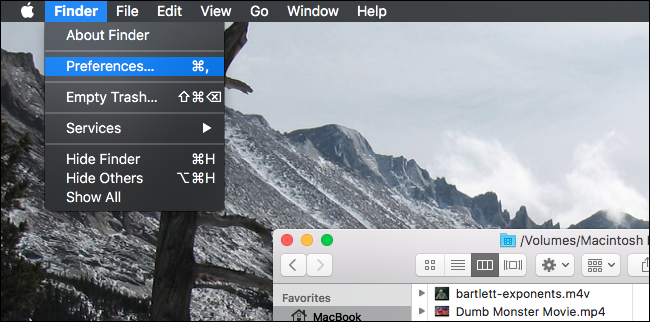 Finder File Edit View Go Window Help
About Finder
Preferences... ⌘,
Empty Trash... ⇧⌘⌫
Services ▶
Hide Finder ⌘H
Hide Others ⌥⌘H
Show All
/Volumes/Macintosh
Favorites
MacBook
bartlett-exponents.m4v
Dumb Monster Movie.mp4